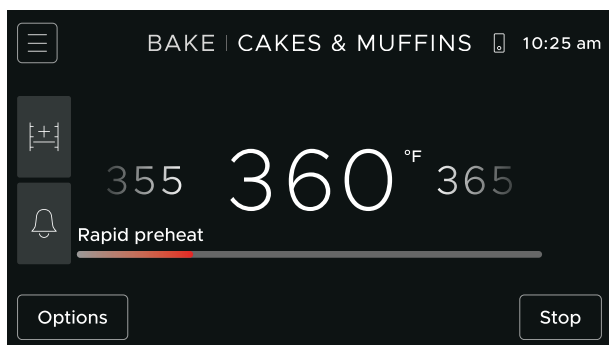 BAKE | CAKES & MUFFINS 10:25 am
355 360 °F 365
Rapid preheat
Options Stop